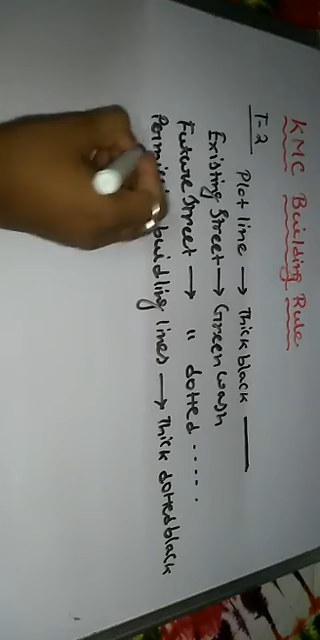 KMC Building Rule
T-2
Plot line → Thick black ——
Existing Street → Green wash
Future Street → " dotted .....
building lines → Thick dotted black